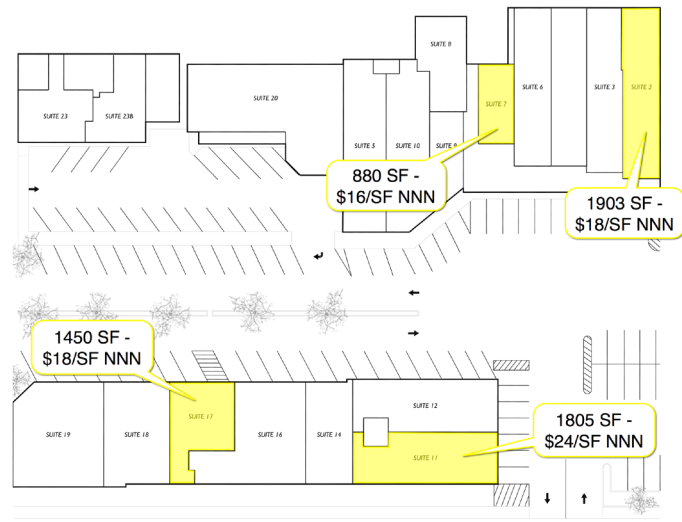 SUITE 8
SUITE 20
SUITE 6
SUITE 3
SUITE 2
SUITE 7
SUITE 23
SUITE 23B
SUITE 5
SUITE 10
SUITE 9
880 SF -
$16/SF NNN
1903 SF -
$18/SF NNN
1450 SF -
$18/SF NNN
SUITE 12
SUITE 17
1805 SF -
$24/SF NNN
SUITE 19
SUITE 18
SUITE 16
SUITE 14
SUITE 11